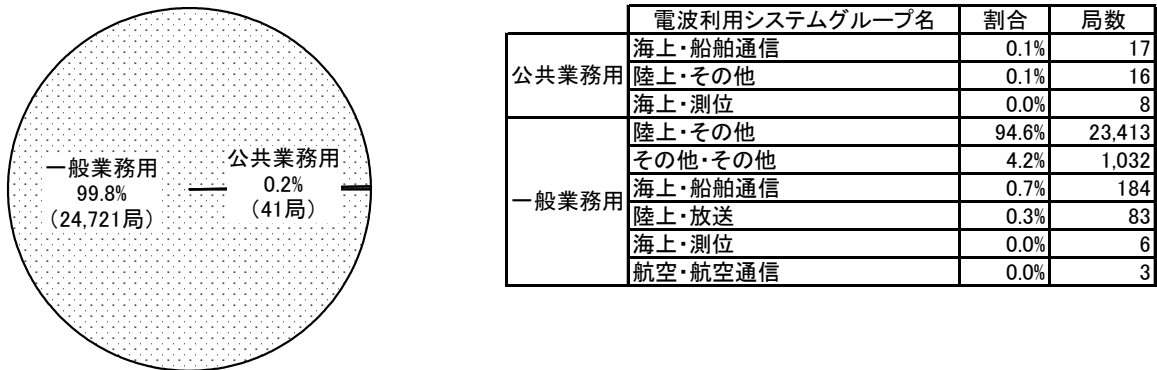 一般業務用
99.8%
（24,721局）
公共業務用
0.2%
（41局）
電波利用システムグループ名 割合 局数
公共業務用
海上・船舶通信 0.1% 17
陸上・その他 0.1% 16
海上・測位 0.0% 8
一般業務用
陸上・その他 94.6% 23,413
その他・その他 4.2% 1,032
海上・船舶通信 0.7% 184
陸上・放送 0.3% 83
海上・測位 0.0% 6
航空・航空通信 0.0% 3